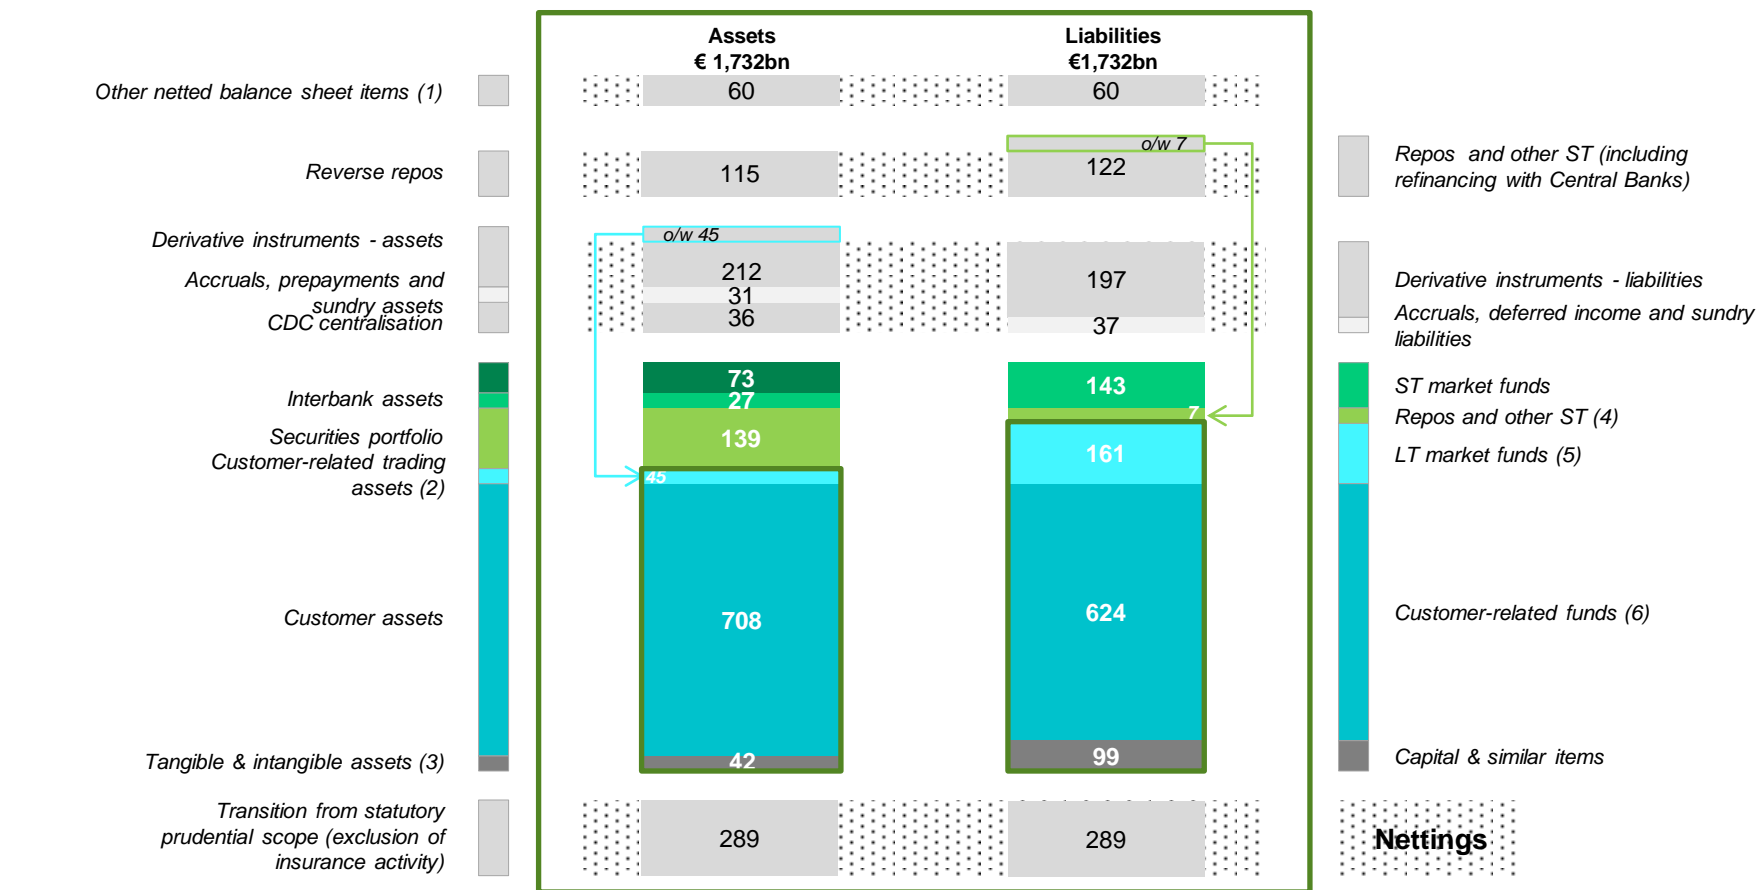 Assets
€ 1,732bn
Liabilities
€1,732bn
Other netted balance sheet items (1)
60
60
o/w 7
Reverse repos
115
122
Repos and other ST (including
refinancing with Central Banks)
o/w 45
Derivative instruments - assets
212
197
Derivative instruments - liabilities
Accruals, prepayments and
sundry assets
31
CDC centralisation
36
37
Accruals, deferred income and sundry
liabilities
73
143
ST market funds
Interbank assets
27
7
Repos and other ST (4)
Securities portfolio
139
161
LT market funds (5)
Customer-related trading
assets (2)
45
Customer assets
708
624
Customer-related funds (6)
Tangible & intangible assets (3)
42
99
Capital & similar items
Transition from statutory
prudential scope (exclusion of
insurance activity)
289
289
Nettings